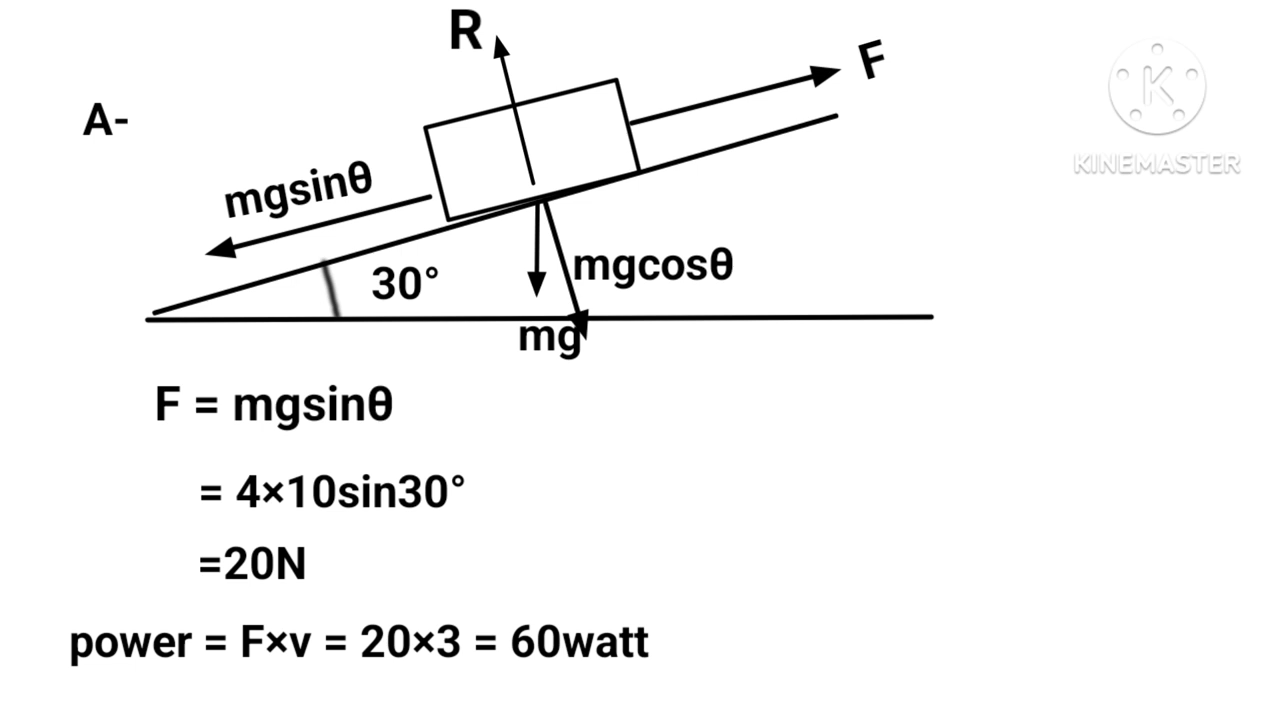 R
F
A-
mgsinθ
30°
mgcosθ
mg
F = mgsinθ
= 4×10sin30°
=20N
power = F×v = 20×3 = 60watt
K
KINEMASTER